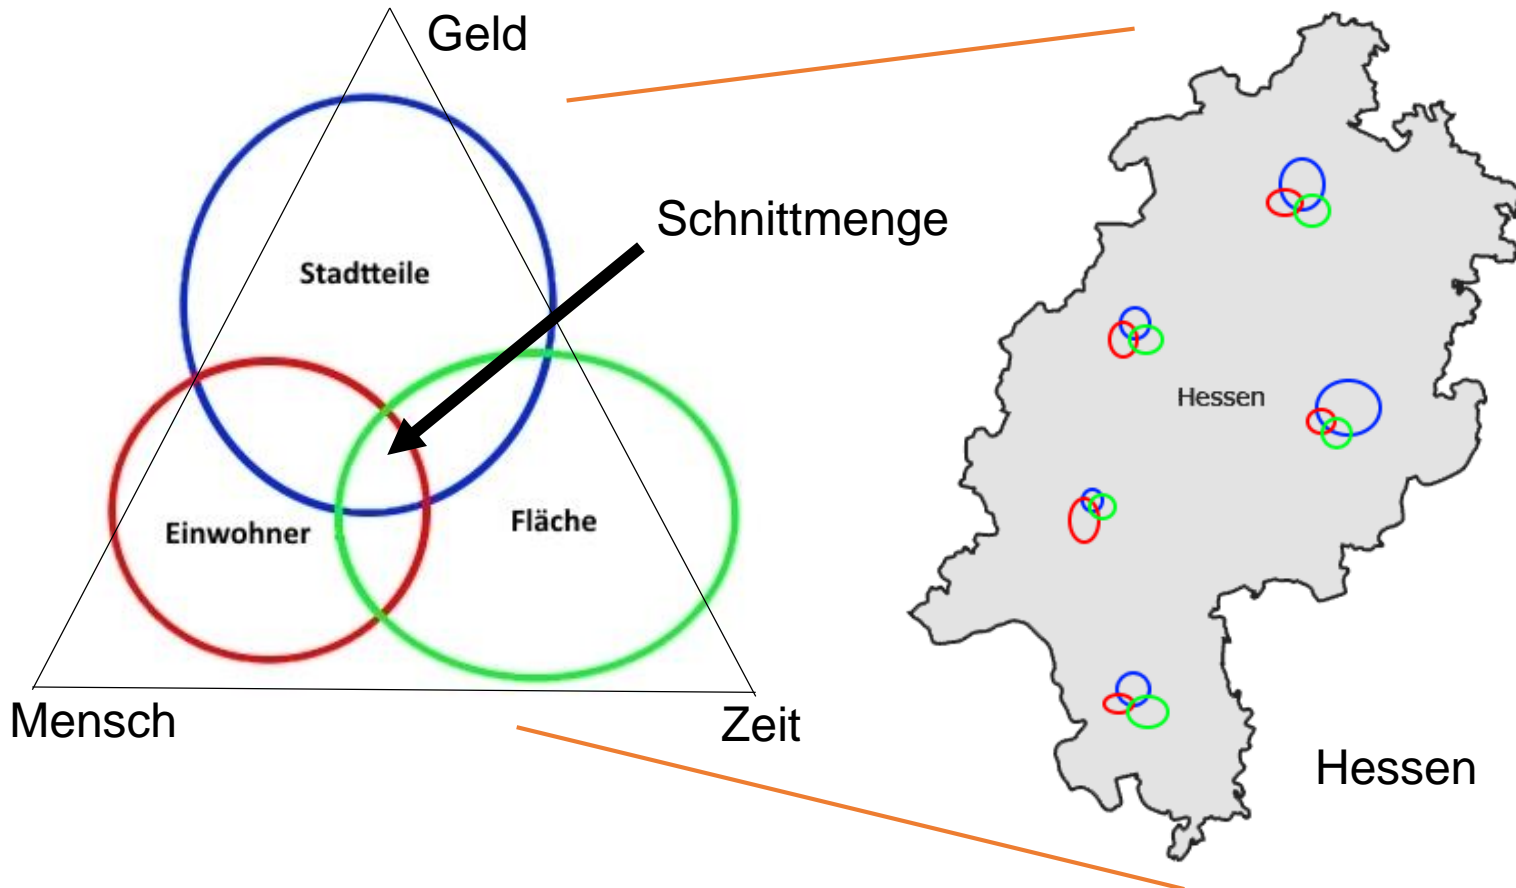 Geld
Schnittmenge
Stadtteile
Einwohner
Fläche
Mensch
Zeit
Hessen
Hessen